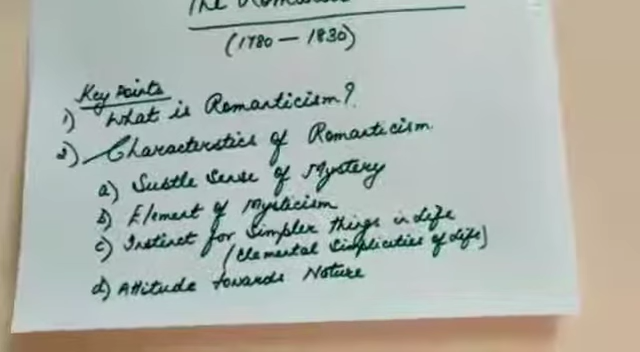 The
(1780 — 1830)
Key Points
1) What is Romanticism?
2) Characteristics of Romanticism
a) Subtle Sense of Mystery
b) Element of Mysticism
c) Instinct for Simpler things in life
(Elemental Simplicities of life)
d) Attitude towards Nature